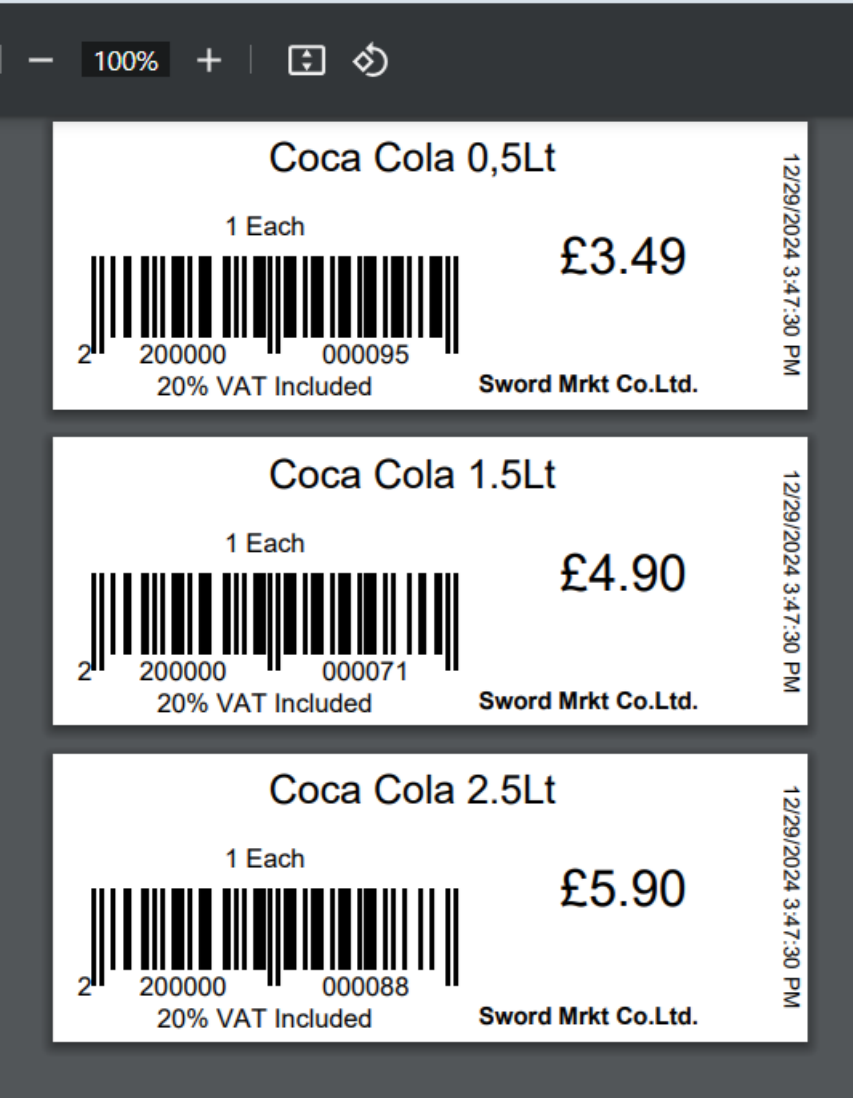 100%
Coca Cola 0,5Lt
1 Each
£3.49
2 200000 000095
20% VAT Included
Sword Mrkt Co.Ltd.
12/29/2024 3:47:30 PM
Coca Cola 1.5Lt
1 Each
£4.90
2 200000 000071
20% VAT Included
Sword Mrkt Co.Ltd.
12/29/2024 3:47:30 PM
Coca Cola 2.5Lt
1 Each
£5.90
2 200000 000088
20% VAT Included
Sword Mrkt Co.Ltd.
12/29/2024 3:47:30 PM